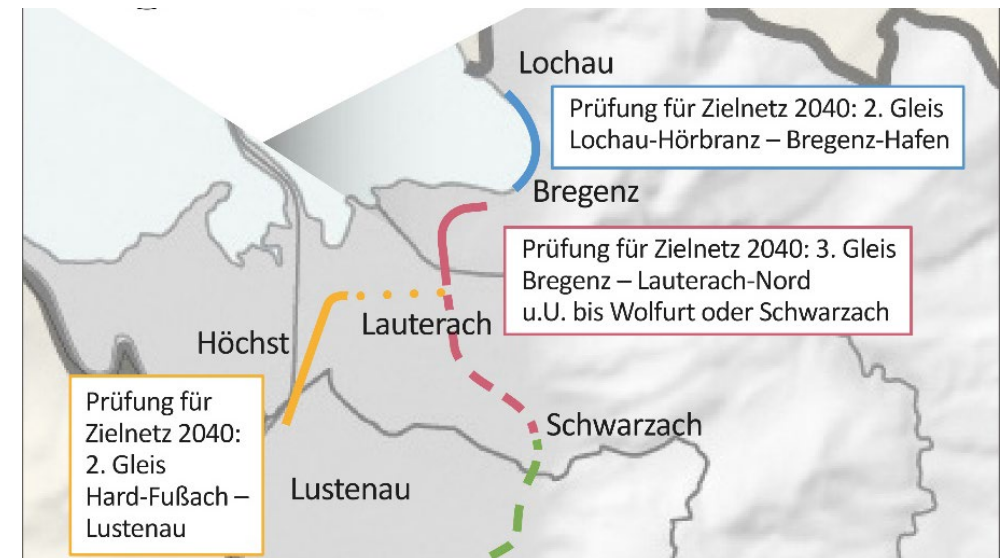 Lochau
Prüfung für Zielnetz 2040: 2. Gleis
Lochau-Hörbranz – Bregenz-Hafen
Bregenz
Prüfung für Zielnetz 2040: 3. Gleis
Bregenz – Lauterach-Nord
u.U. bis Wolfurt oder Schwarzach
Lauterach
Höchst
Prüfung für
Zielnetz 2040:
2. Gleis
Hard-Fußach –
Lustenau
Schwarzach
Lustenau